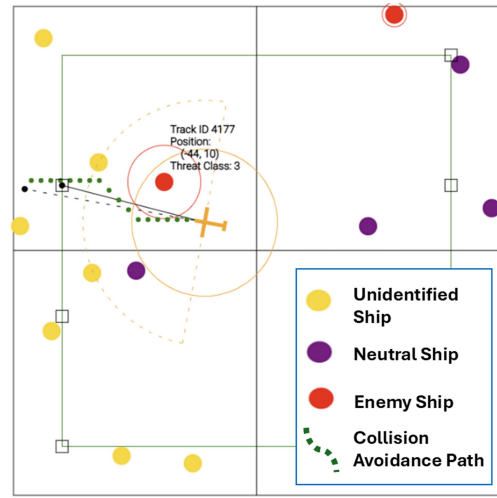 Track ID 4177
Position:
(-44, 10)
Threat Class: 3
Unidentified
Ship
Neutral Ship
Enemy Ship
Collision
Avoidance Path